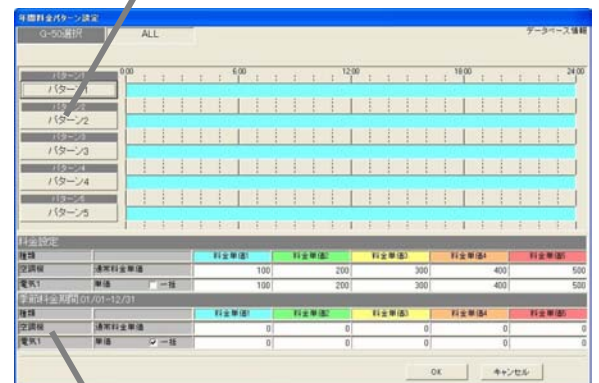 年間料金パターン設定
G-50選択 ALL データベース情報
0:00 6:00 12:00 18:00 24:00
パターン1
パターン1
パターン2
パターン2
パターン3
パターン3
パターン4
パターン4
パターン5
パターン5
料金設定
種類 料金単価1 料金単価2 料金単価3 料金単価4 料金単価5
空調機 通常料金単価 100 200 300 400 500
電気1 単価 一括 100 200 300 400 500
季節料金期間 01/01-12/31
種類 料金単価1 料金単価2 料金単価3 料金単価4 料金単価5
空調機 通常料金単価 0 0 0 0 0
電気1 単価 一括 0 0 0 0 0
OK キャンセル